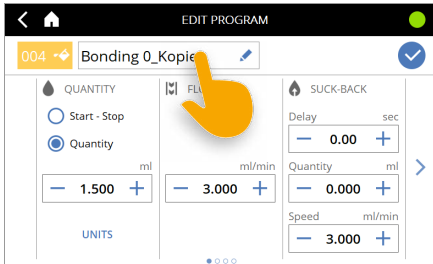 EDIT PROGRAM
004 Bonding 0_Kopie
QUANTITY
Start - Stop
Quantity
ml
− 1.500 +
UNITS
ml/min
− 3.000 +
SUCK-BACK
Delay sec
− 0.00 +
Quantity ml
− 0.000 +
Speed ml/min
− 3.000 +